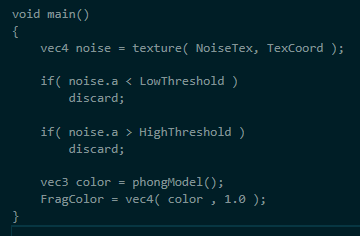 void main()
{
    vec4 noise = texture( NoiseTex, TexCoord );

    if( noise.a < LowThreshold )
        discard;

    if( noise.a > HighThreshold )
        discard;

    vec3 color = phongModel();
    FragColor = vec4( color , 1.0 );
}